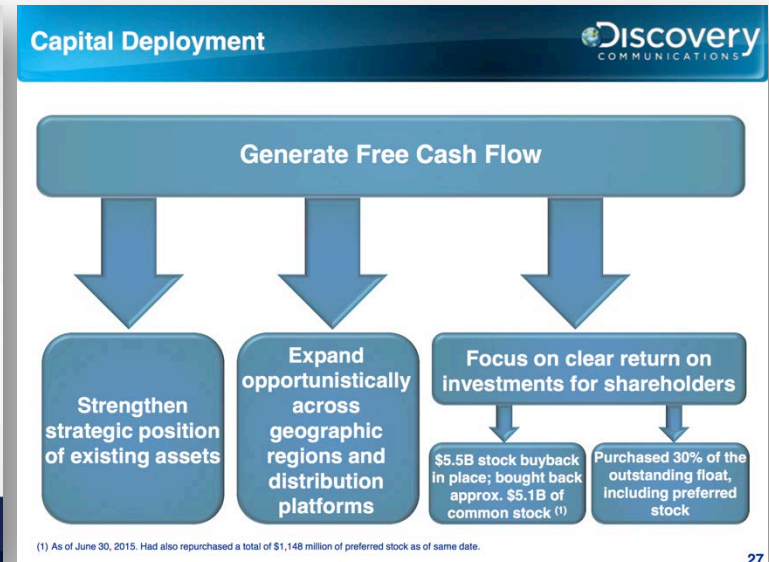 Capital Deployment
Discovery
COMMUNICATIONS
Generate Free Cash Flow
Strengthen
strategic position
of existing assets
Expand
opportunistically
across
geographic
regions and
distribution
platforms
Focus on clear return on
investments for shareholders
$5.5B stock buyback
in place; bought back
approx. $5.1B of
common stock (1)
Purchased 30% of the
outstanding float,
including preferred
stock
(1) As of June 30, 2015. Had also repurchased a total of $1,148 million of preferred stock as of same date.
27